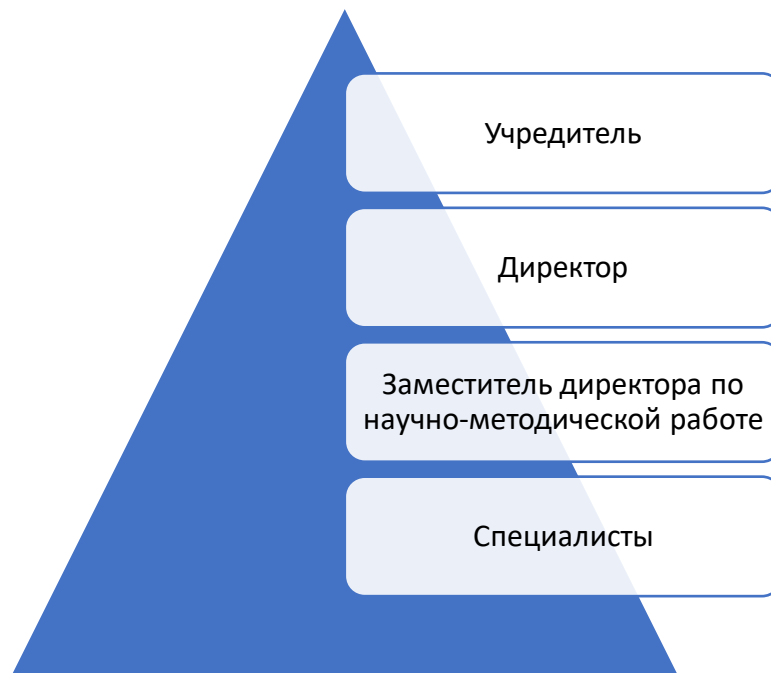 Учредитель
Директор
Заместитель директора по
научно-методической работе
Специалисты